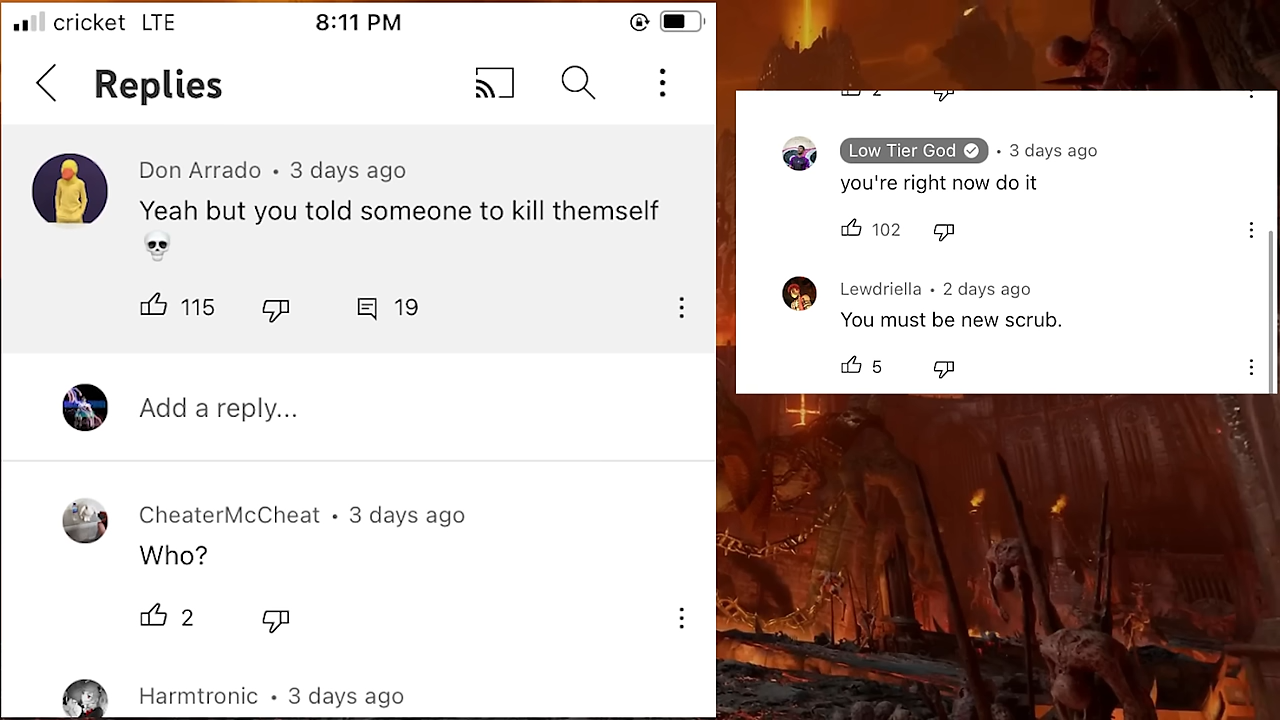 cricket LTE 8:11 PM
Replies
Don Arrado • 3 days ago
Yeah but you told someone to kill themself
💀
115 19
Add a reply...
CheaterMcCheat • 3 days ago
Who?
2
Harmtronic • 3 days ago
2
Low Tier God • 3 days ago
you're right now do it
102
Lewdriella • 2 days ago
You must be new scrub.
5